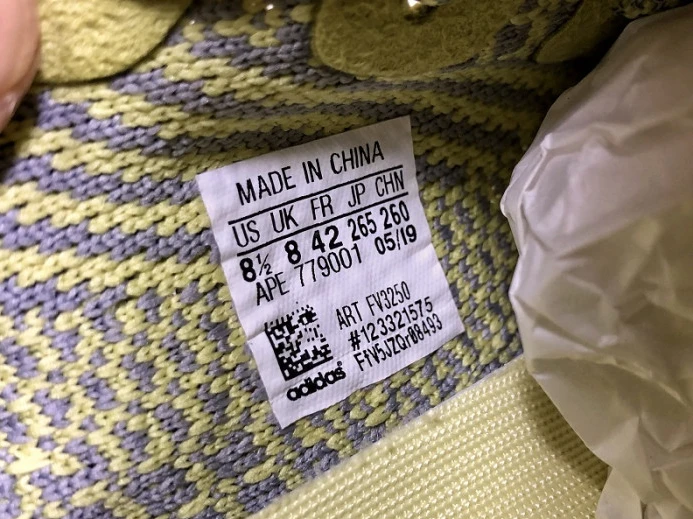 MADE IN CHINA
US UK FR JP CHN
8½ 8 42 265 260
APE 779001 05/19
ART FV3250
#123321575
FfV5JZQr08493
adidas